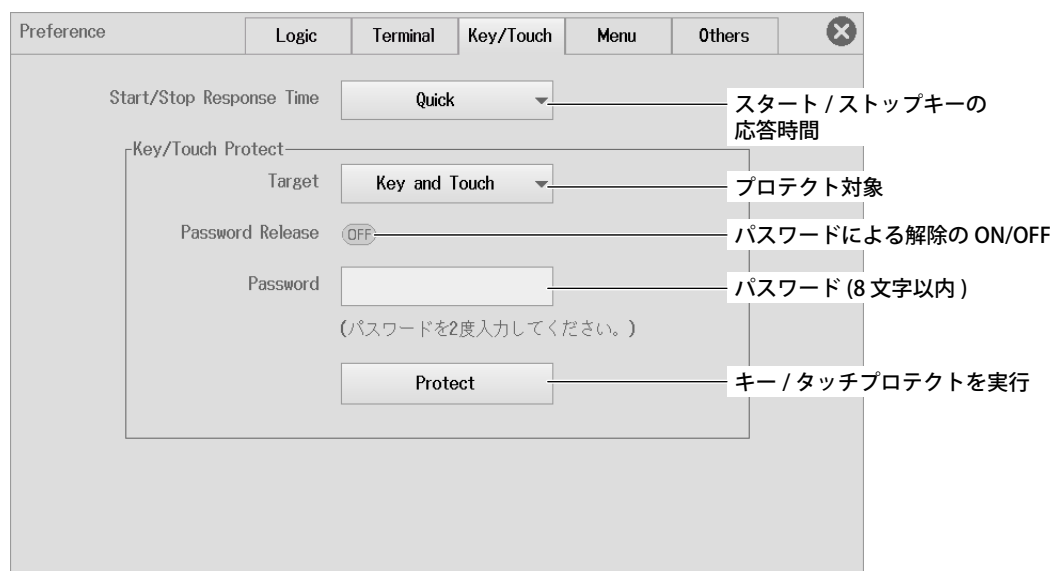 Preference
Logic
Terminal
Key/Touch
Menu
Others
Start/Stop Response Time
Quick
スタート / ストップキーの
応答時間
Key/Touch Protect
Target
Key and Touch
プロテクト対象
Password Release
OFF
パスワードによる解除の ON/OFF
Password
パスワード (8 文字以内 )
(パスワードを2度入力してください。)
Protect
キー / タッチプロテクトを実行